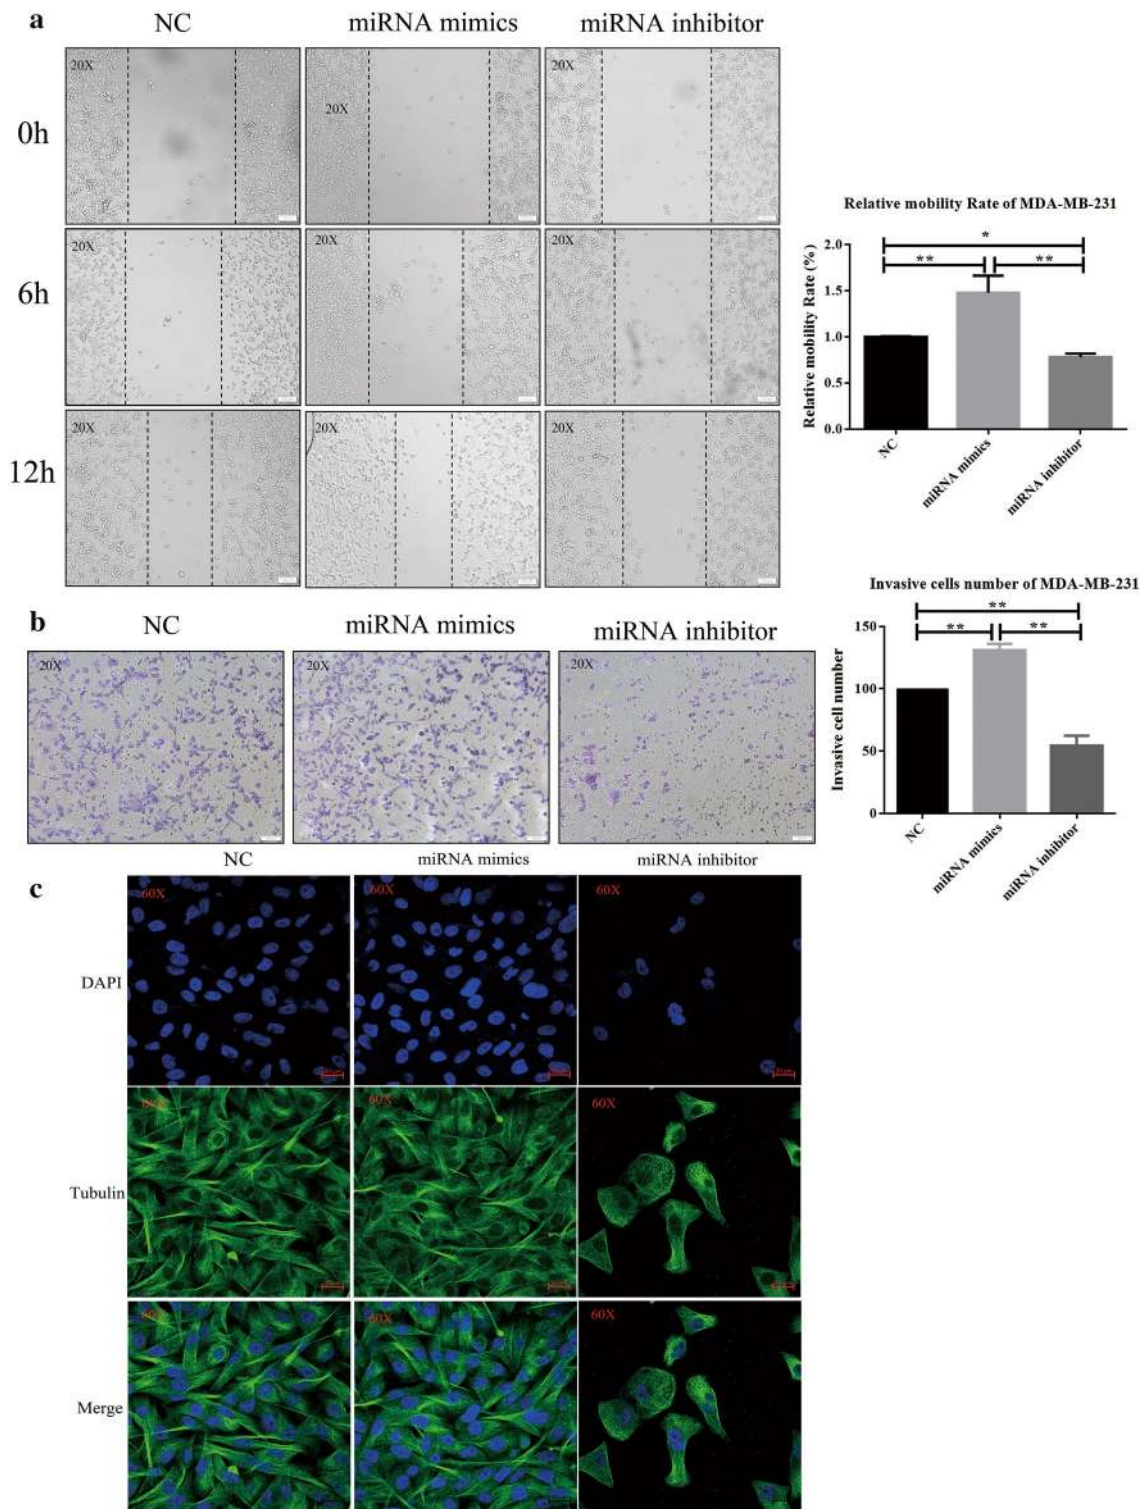 a
NC
miRNA mimics
miRNA inhibitor
0h
20X
20X
20X
6h
20X
20X
20X
12h
20X
20X
20X
Relative mobility Rate of MDA-MB-231
Relative mobility Rate (%)
2.0
1.5
1.0
0.5
0.0
*
**
**
NC
miRNA mimics
miRNA inhibitor
b
NC
miRNA mimics
miRNA inhibitor
20X
20X
20X
Invasive cells number of MDA-MB-231
Invasive cell number
150
100
50
0
**
**
**
NC
miRNA mimics
miRNA inhibitor
c
NC
miRNA mimics
miRNA inhibitor
DAPI
60X
60X
60X
Tubulin
60X
60X
60X
Merge
60X
60X
60X